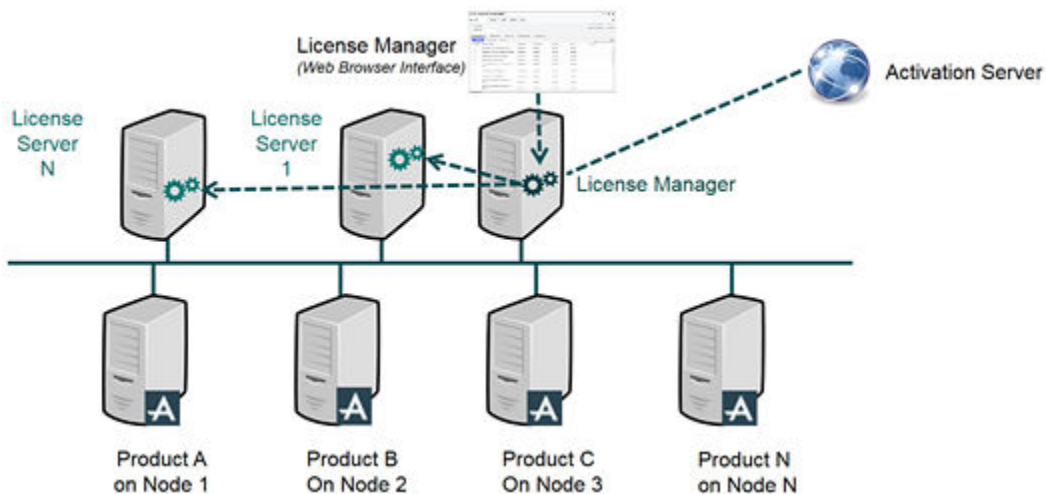 License Manager
(Web Browser Interface)
Activation Server
License
Server
N
License
Server
1
License Manager
Product A
on Node 1
Product B
On Node 2
Product C
On Node 3
Product N
on Node N